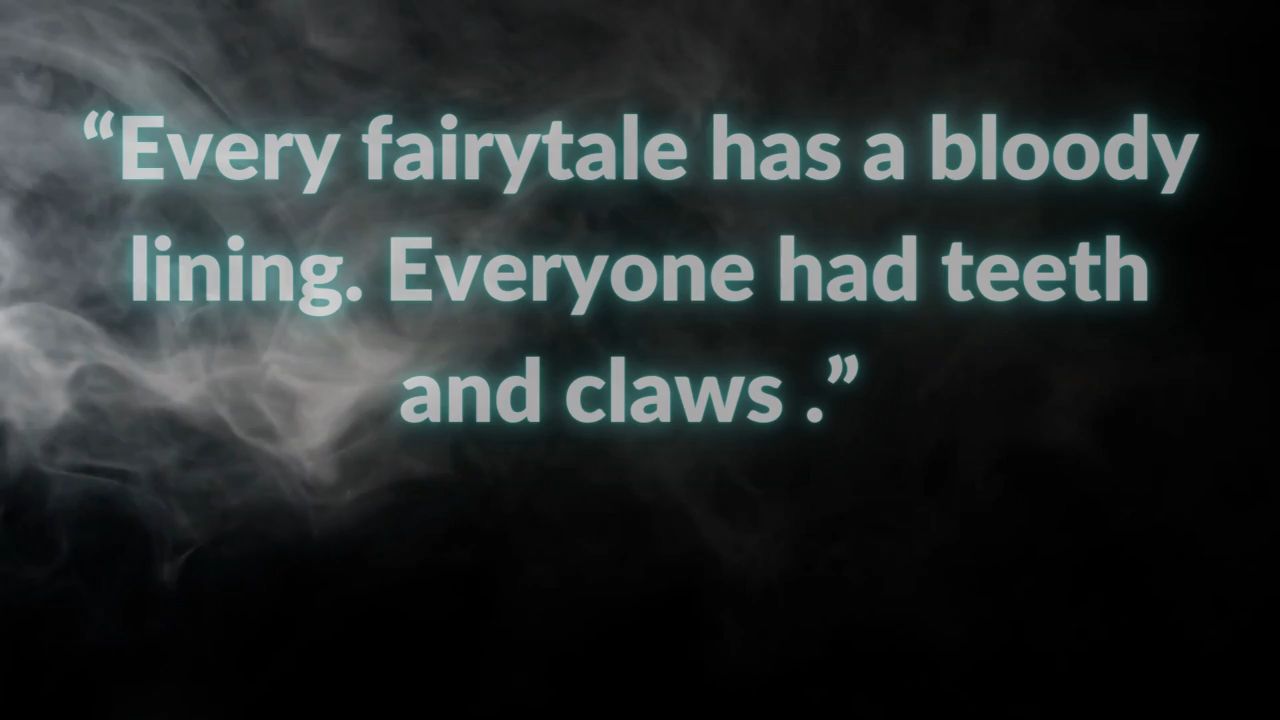 “Every fairytale has a bloody
lining. Everyone had teeth
and claws .”